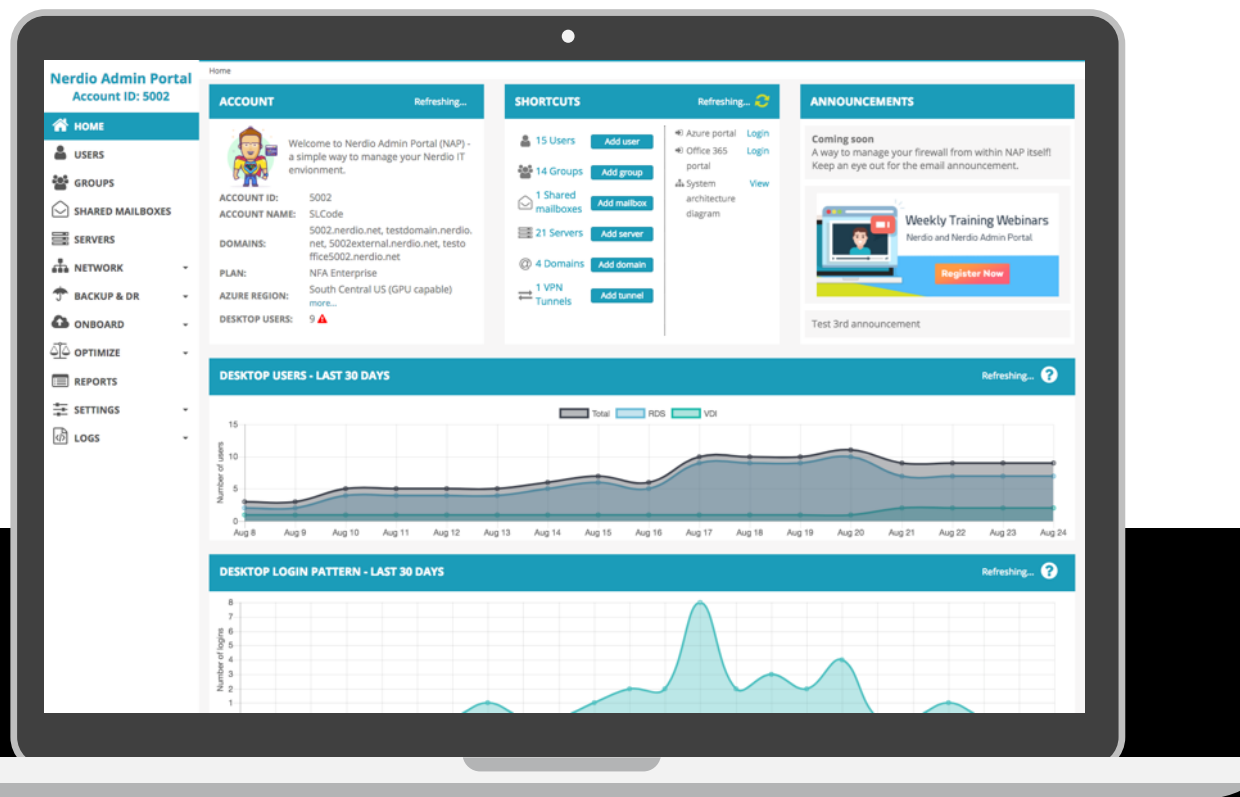 Nerdio Admin Portal
Account ID: 5002
HOME
USERS
GROUPS
SHARED MAILBOXES
SERVERS
NETWORK
BACKUP & DR
ONBOARD
OPTIMIZE
REPORTS
SETTINGS
LOGS
Home
ACCOUNT
Refreshing...
Welcome to Nerdio Admin Portal (NAP) -
a simple way to manage your Nerdio IT
envionment.
ACCOUNT ID: 5002
ACCOUNT NAME: SLCode
DOMAINS: 5002.nerdio.net, testdomain.nerdio.
net, 5002external.nerdio.net, testo
ffice5002.nerdio.net
PLAN: NFA Enterprise
AZURE REGION: South Central US (GPU capable)
more...
DESKTOP USERS: 9
SHORTCUTS
Refreshing...
15 Users Add user
14 Groups Add group
1 Shared
mailboxes Add mailbox
21 Servers Add server
@ 4 Domains Add domain
1 VPN
Tunnels Add tunnel
Azure portal Login
Office 365 Login
portal
System View
architecture
diagram
ANNOUNCEMENTS
Coming soon
A way to manage your firewall from within NAP itself!
Keep an eye out for the email announcement.
Weekly Training Webinars
Nerdio and Nerdio Admin Portal
Register Now
Test 3rd announcement
DESKTOP USERS - LAST 30 DAYS
Refreshing... ?
Total RDS VDI
Number of users
15
10
5
0
Aug 8 Aug 9 Aug 10 Aug 11 Aug 12 Aug 13 Aug 14 Aug 15 Aug 16 Aug 17 Aug 18 Aug 19 Aug 20 Aug 21 Aug 22 Aug 23 Aug 24
DESKTOP LOGIN PATTERN - LAST 30 DAYS
Refreshing... ?
Number of logins
8
7
6
5
4
3
2
1